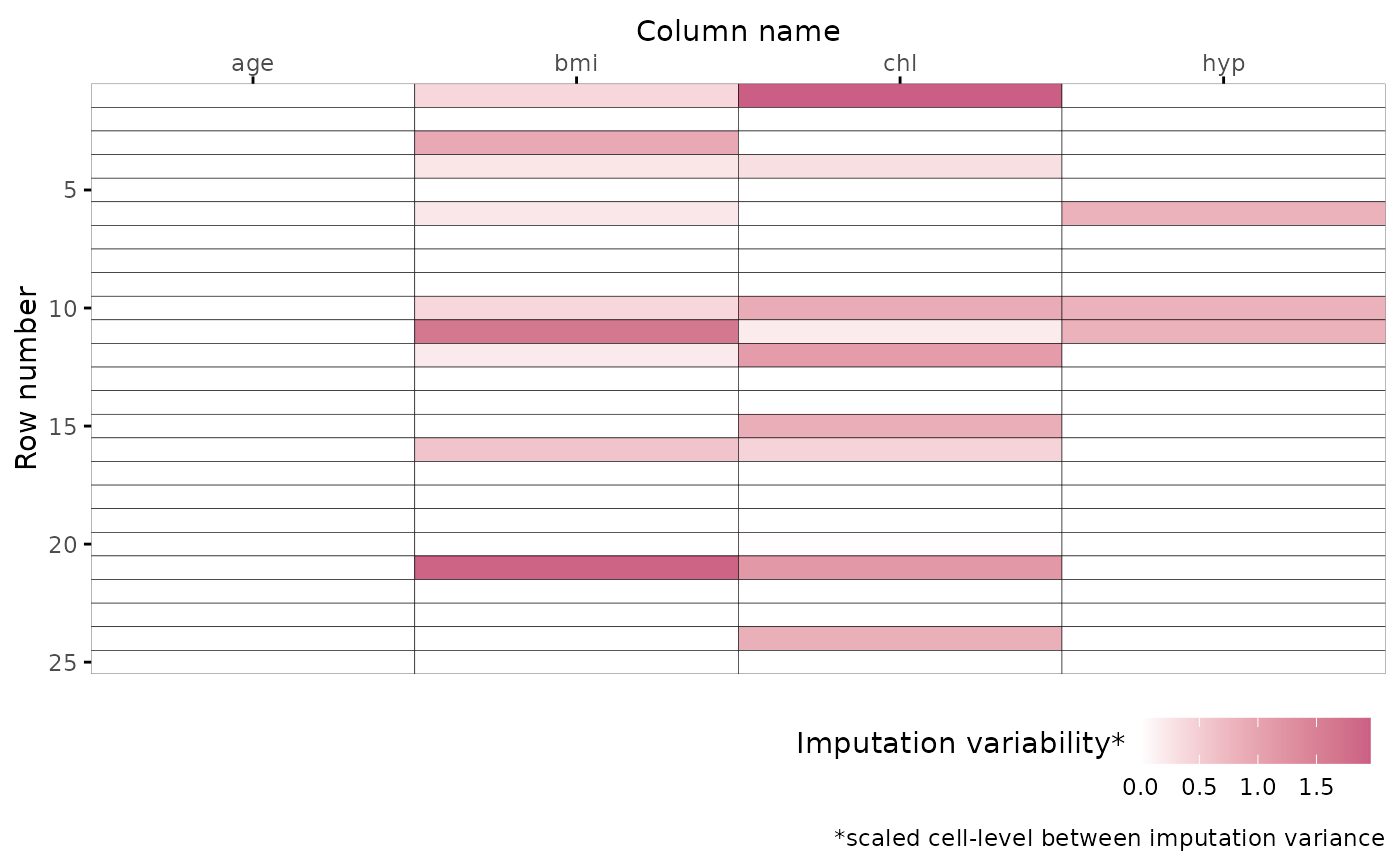 Column name
age bmi chl hyp
Row number
5
10
15
20
25
Imputation variability*
0.0 0.5 1.0 1.5
*scaled cell-level between imputation variance